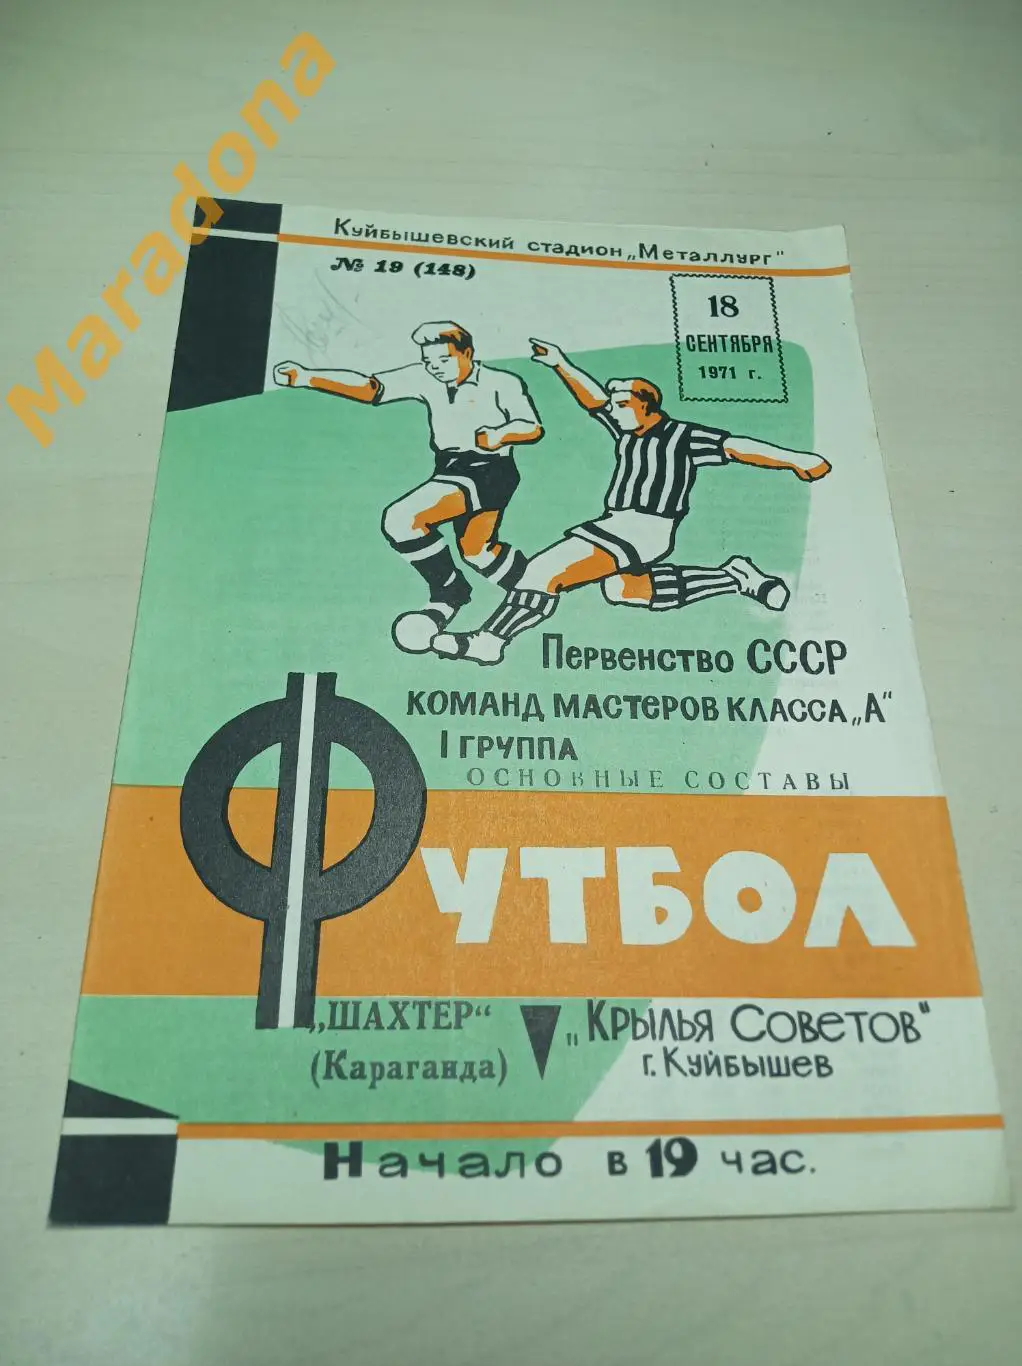 Maradona
Куйбышевский стадион „Металлург"
№ 19 (148)
18
СЕНТЯБРЯ
1971 г.
Первенство СССР
КОМАНД МАСТЕРОВ КЛАССА „А"
I ГРУППА
ОСНОВНЫЕ СОСТАВЫ
ФУТБОЛ
„ШАХТЕР"
(Караганда)
„Крылья Советов"
г. Куйбышев
Начало в 19 час.